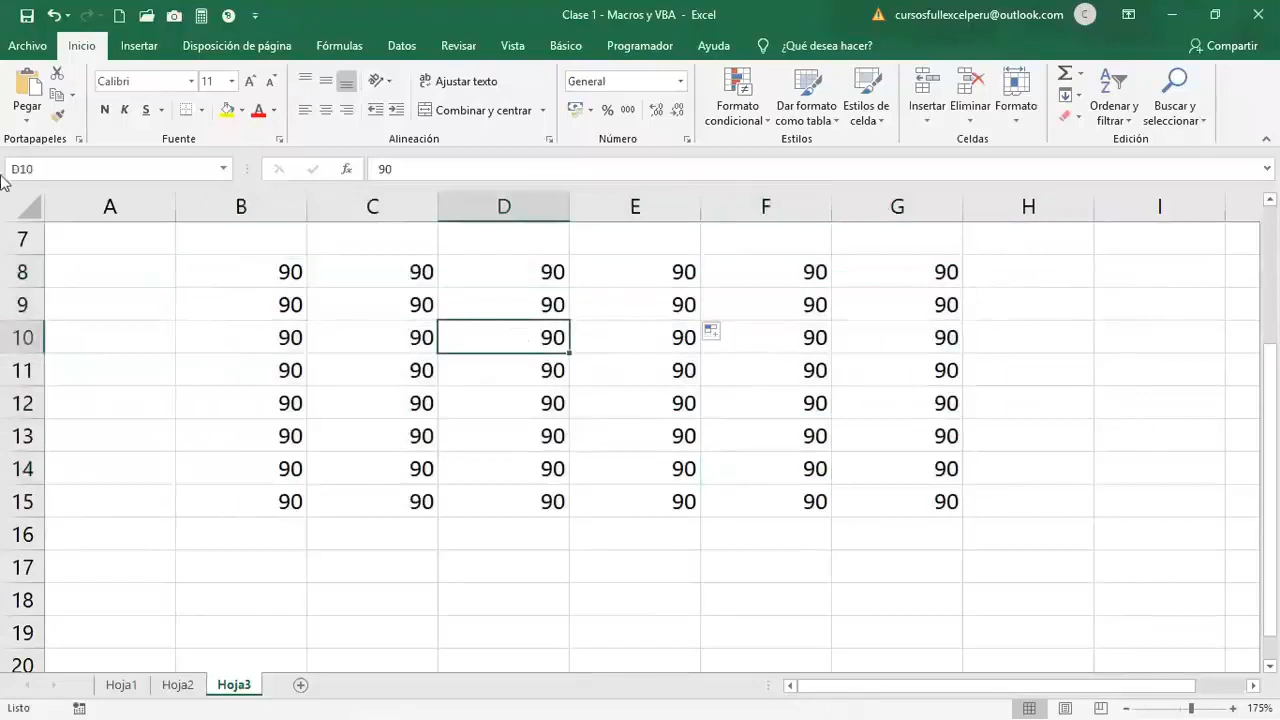 Clase 1 - Macros y VBA - Excel
cursosfullexcelperu@outlook.com
C
Archivo
Inicio
Insertar
Disposición de página
Fórmulas
Datos
Revisar
Vista
Básico
Programador
Ayuda
¿Qué desea hacer?
Compartir
Pegar
Calibri
11
N K S
Ajustar texto
Combinar y centrar
General
% 000
Formato condicional
Dar formato como tabla
Estilos de celda
Insertar
Eliminar
Formato
Ordenar y filtrar
Buscar y seleccionar
Portapapeles
Fuente
Alineación
Número
Estilos
Celdas
Edición
D10
fx
90
A B C D E F G H I
7
8 90 90 90 90 90 90
9 90 90 90 90 90 90
10 90 90 90 90 90 90
11 90 90 90 90 90 90
12 90 90 90 90 90 90
13 90 90 90 90 90 90
14 90 90 90 90 90 90
15 90 90 90 90 90 90
16
17
18
19
20
Hoja1 Hoja2 Hoja3
Listo
175%